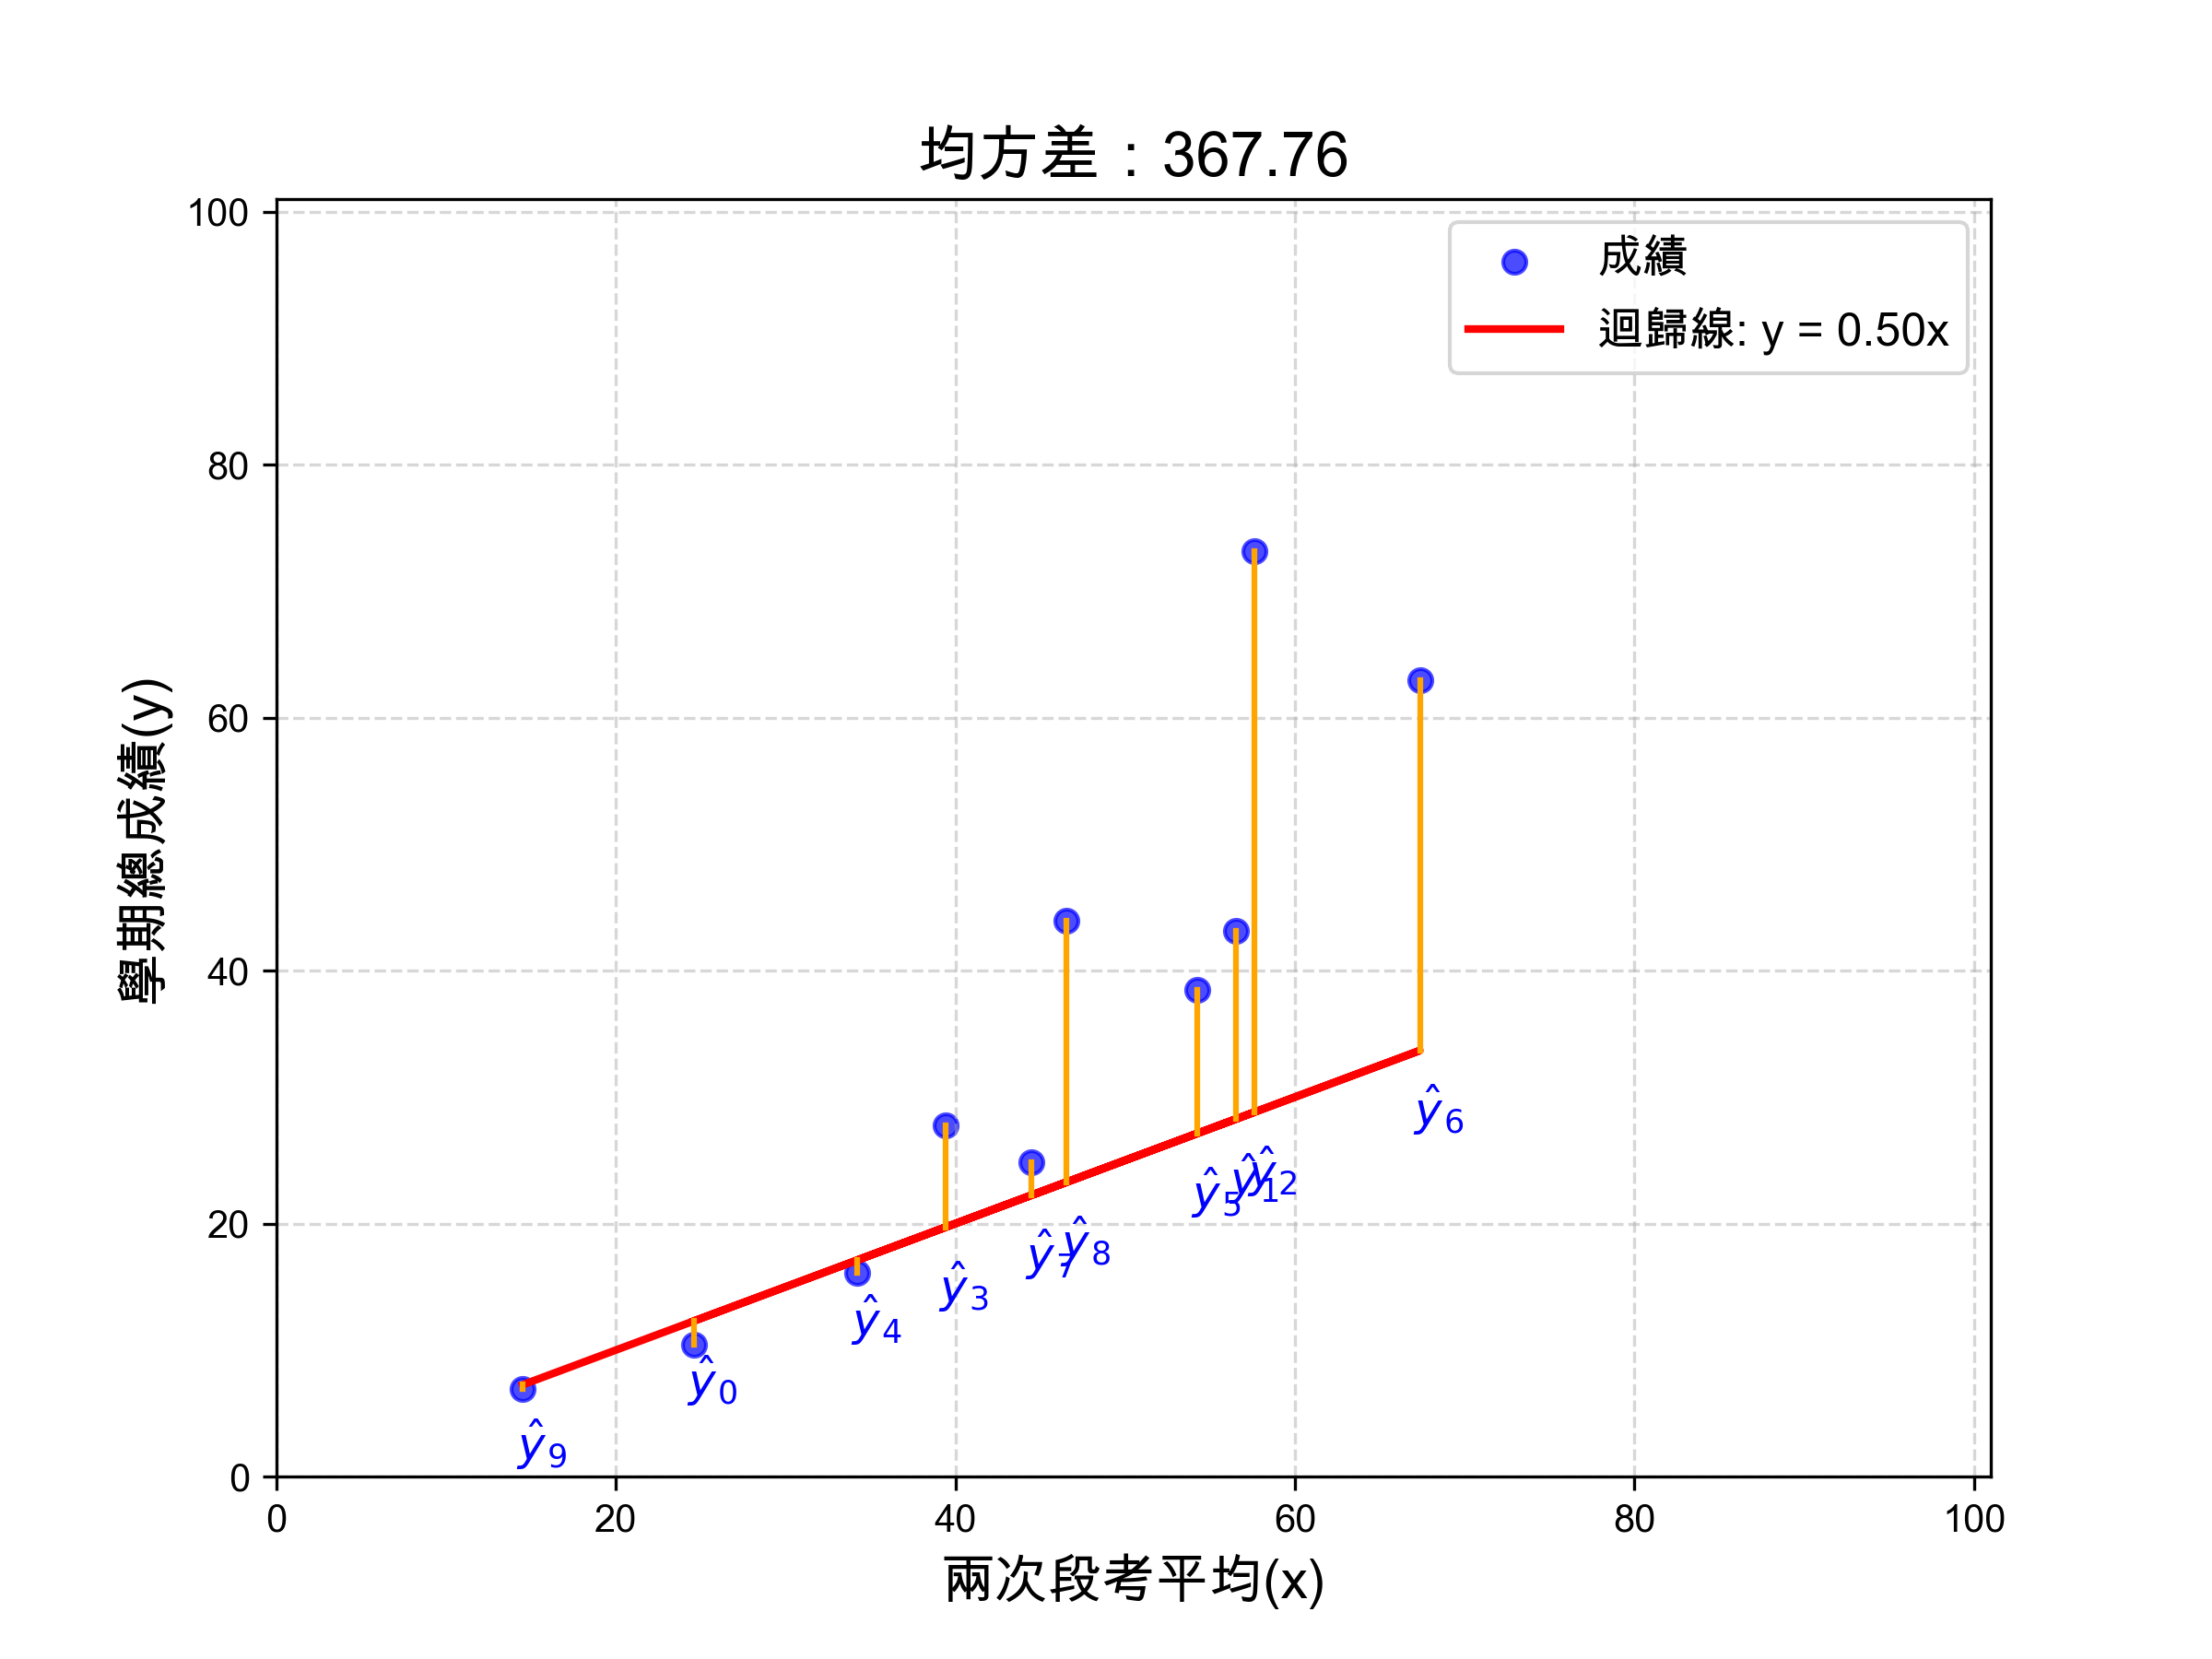 均方差：367.76
成績
迴歸線: y = 0.50x
100
80
60
40
20
0
學期總成績(y)
ŷ₉
ŷ₀
ŷ₄
ŷ₃
ŷ₇
ŷ₈
ŷ₅
ŷ₁
ŷ₂
ŷ₆
0
20
40
60
80
100
兩次段考平均(x)